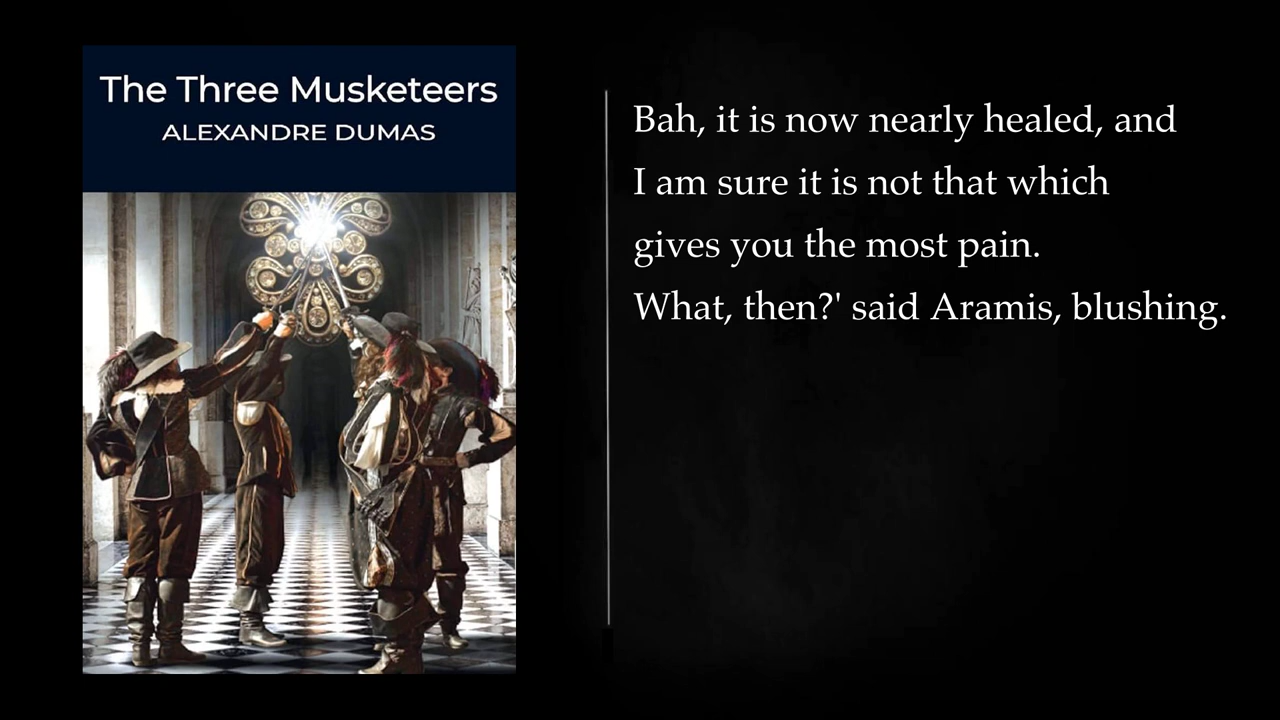 The Three Musketeers
ALEXANDRE DUMAS
Bah, it is now nearly healed, and
I am sure it is not that which
gives you the most pain.
What, then?' said Aramis, blushing.